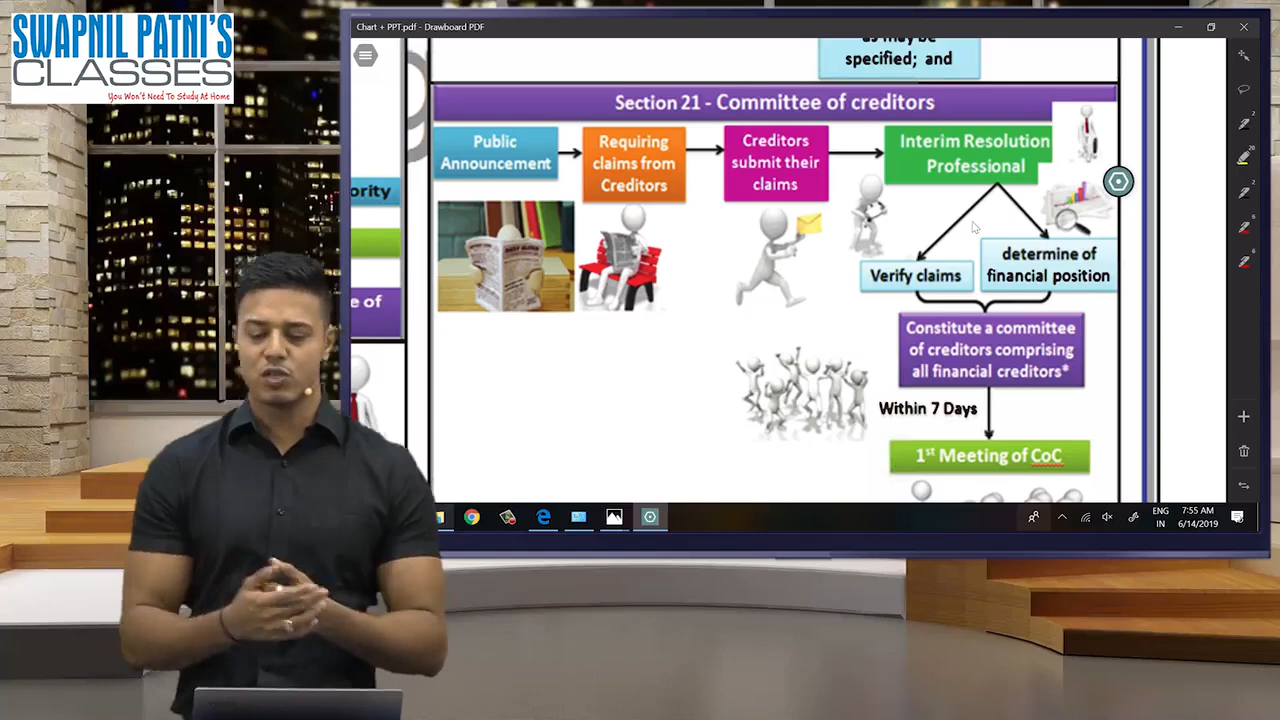 SWAPNIL PATNI'S
CLASSES
You Won't Need To Study At Home
Chart + PPT.pdf - Drawboard PDF
as may be
specified; and
Section 21 - Committee of creditors
Public
Announcement
Requiring
claims from
Creditors
Creditors
submit their
claims
Interim Resolution
Professional
ority
e of
Verify claims
determine of
financial position
Constitute a committee
of creditors comprising
all financial creditors*
Within 7 Days
1st Meeting of CoC
ENG
IN
7:55 AM
6/14/2019